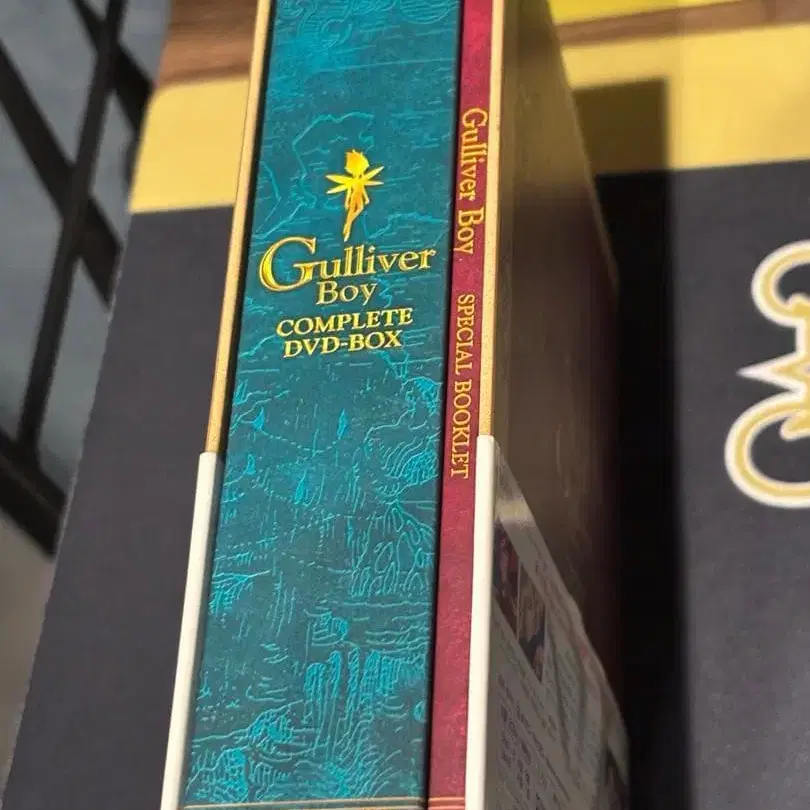 Gulliver
Boy
COMPLETE
DVD-BOX
Gulliver Boy. SPECIAL BOOKLET